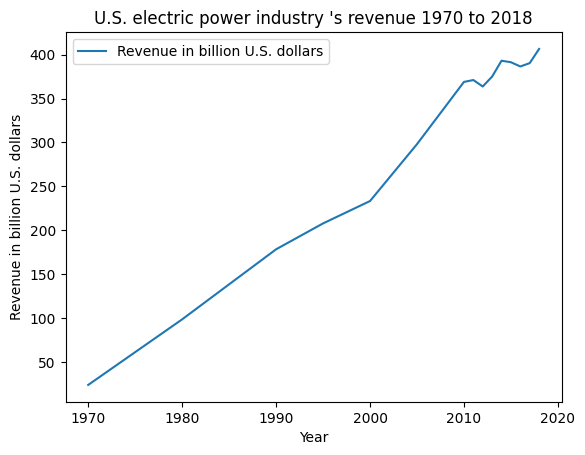 U.S. electric power industry 's revenue 1970 to 2018
Revenue in billion U.S. dollars
Revenue in billion U.S. dollars
400
350
300
250
200
150
100
50
1970 1980 1990 2000 2010 2020
Year